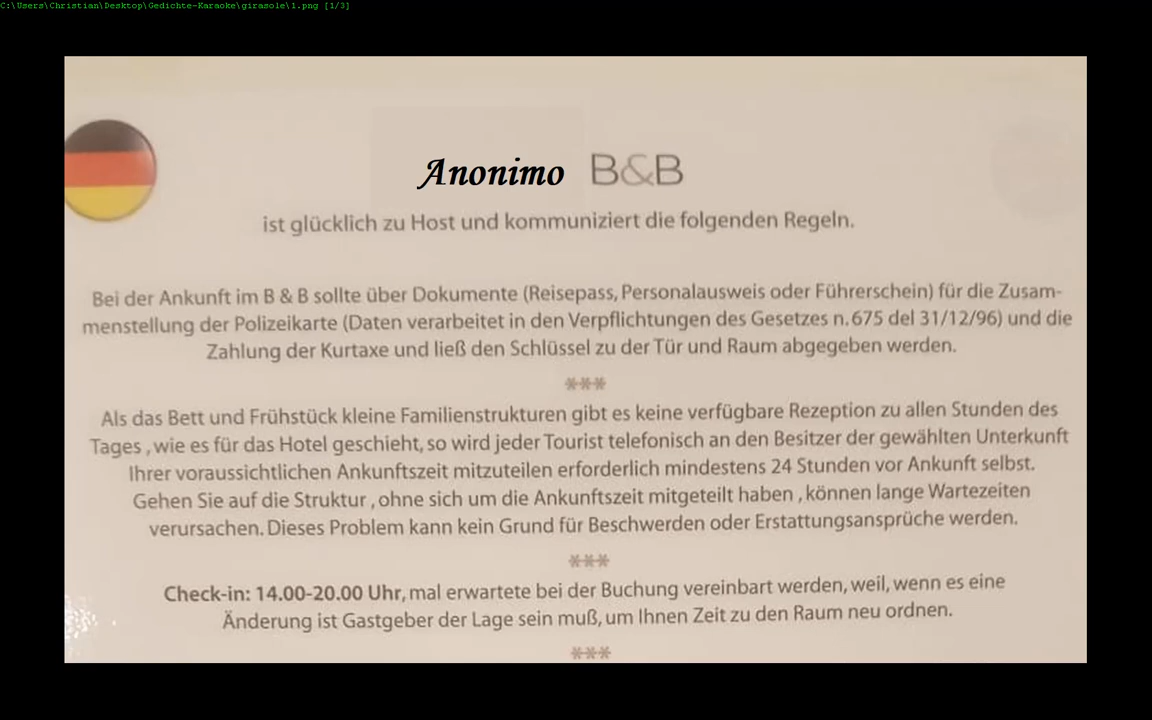 C:\Users\Christian\Desktop\Gedichte-Karaoke\girasole\1.png [1/3]
Anonimo B&B
ist glücklich zu Host und kommuniziert die folgenden Regeln.
Bei der Ankunft im B & B sollte über Dokumente (Reisepass, Personalausweis oder Führerschein) für die Zusam-
menstellung der Polizeikarte (Daten verarbeitet in den Verpflichtungen des Gesetzes n. 675 del 31/12/96) und die
Zahlung der Kurtaxe und ließ den Schlüssel zu der Tür und Raum abgegeben werden.
***
Als das Bett und Frühstück kleine Familienstrukturen gibt es keine verfügbare Rezeption zu allen Stunden des
Tages , wie es für das Hotel geschieht, so wird jeder Tourist telefonisch an den Besitzer der gewählten Unterkunft
Ihrer voraussichtlichen Ankunftszeit mitzuteilen erforderlich mindestens 24 Stunden vor Ankunft selbst.
Gehen Sie auf die Struktur , ohne sich um die Ankunftszeit mitgeteilt haben , können lange Wartezeiten
verursachen. Dieses Problem kann kein Grund für Beschwerden oder Erstattungsansprüche werden.
***
Check-in: 14.00-20.00 Uhr, mal erwartete bei der Buchung vereinbart werden, weil, wenn es eine
Änderung ist Gastgeber der Lage sein muß, um Ihnen Zeit zu den Raum neu ordnen.
***